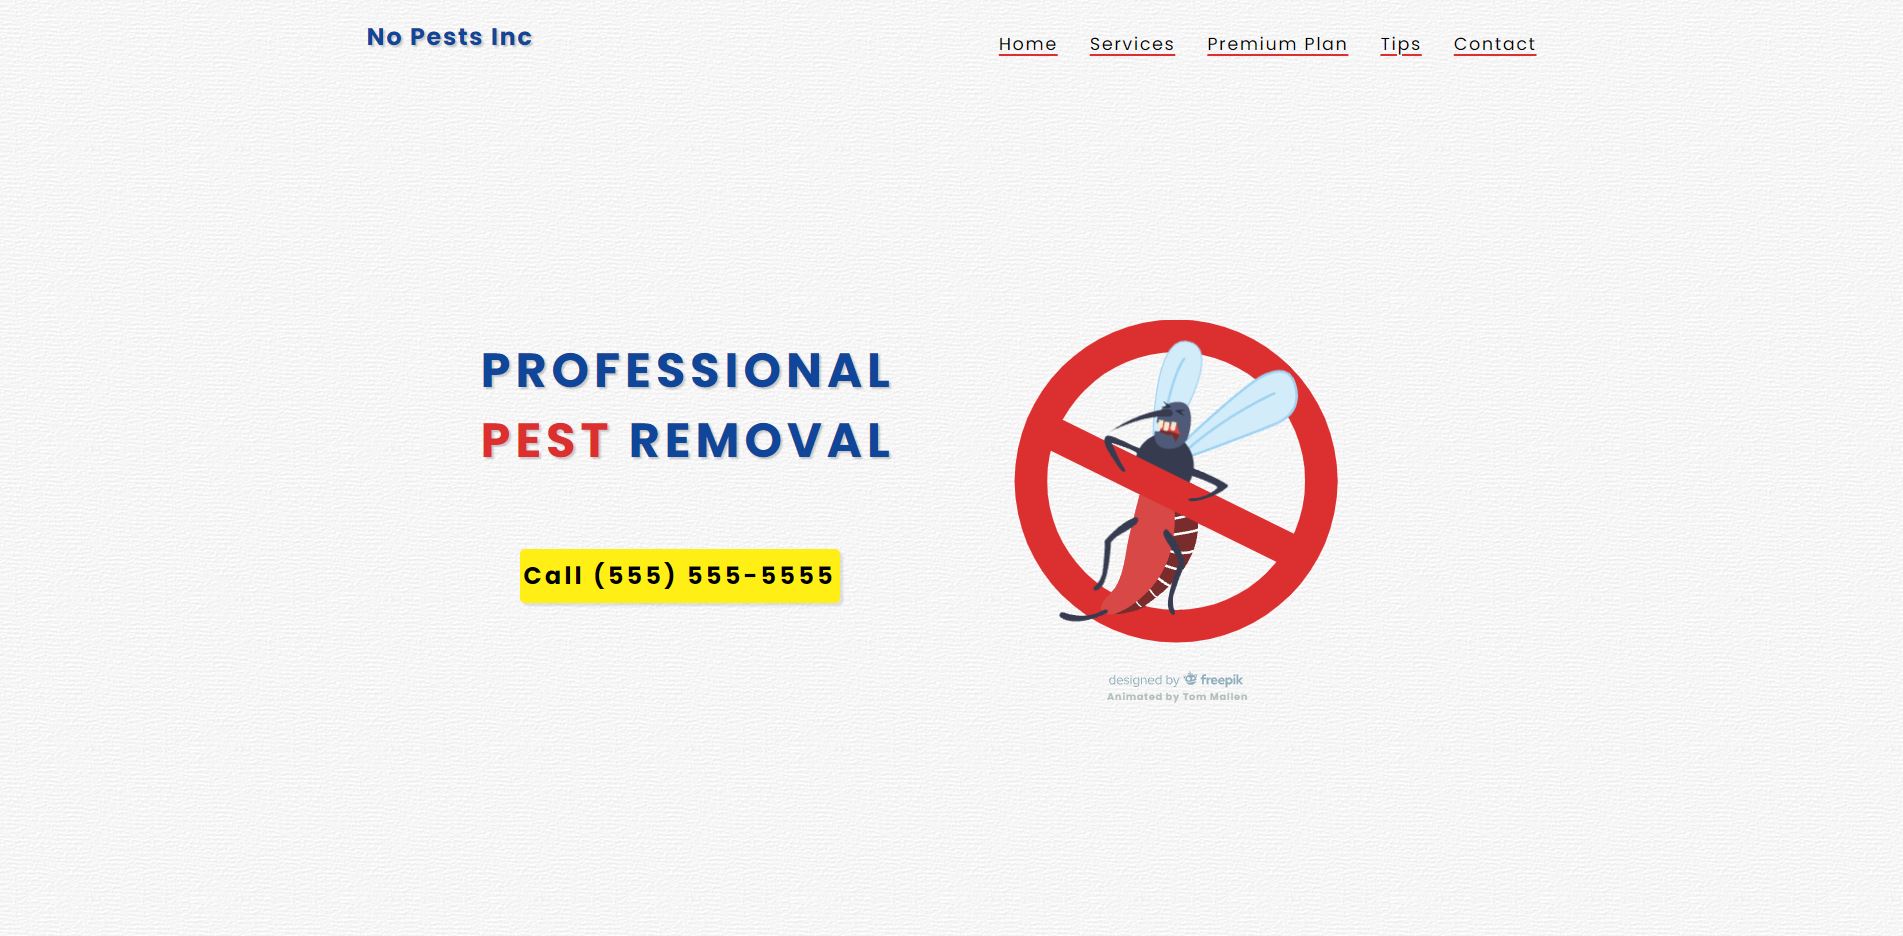 No Pests Inc
Home Services Premium Plan Tips Contact
PROFESSIONAL
PEST REMOVAL
Call (555) 555-5555
designed by freepik
Animated by Tom Mallen